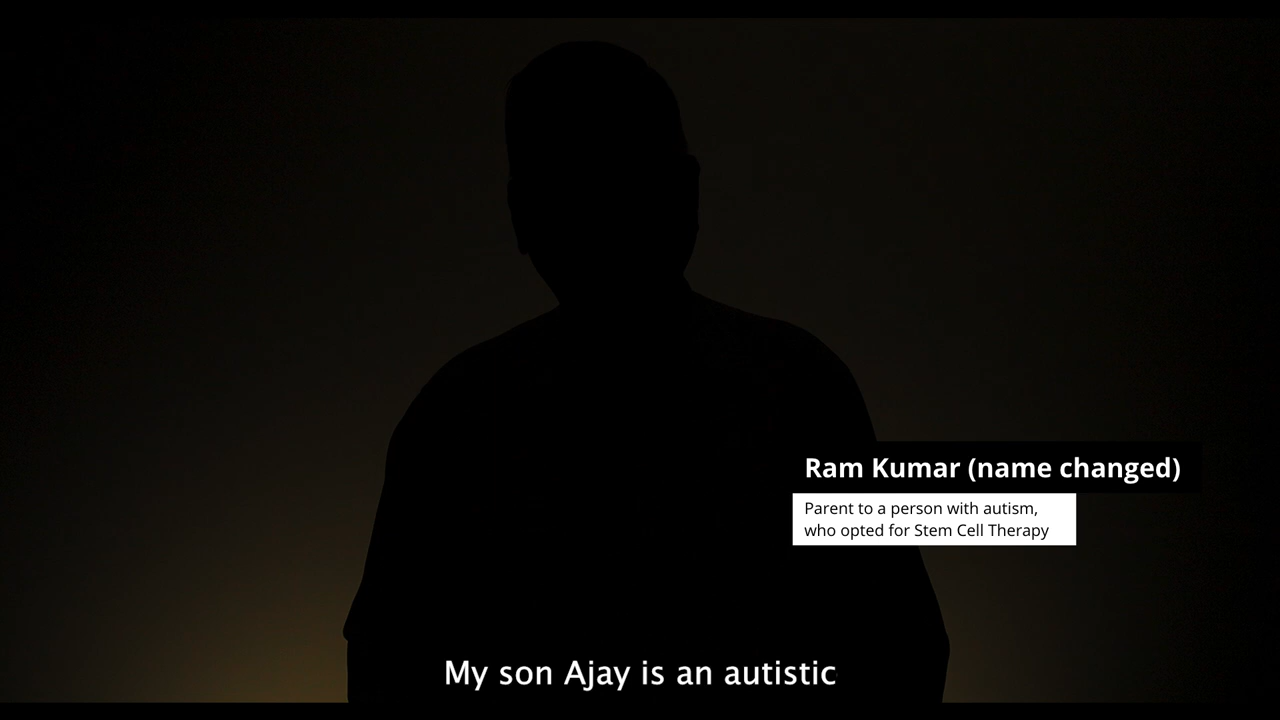 Ram Kumar (name changed)
Parent to a person with autism,
who opted for Stem Cell Therapy
My son Ajay is an autistic